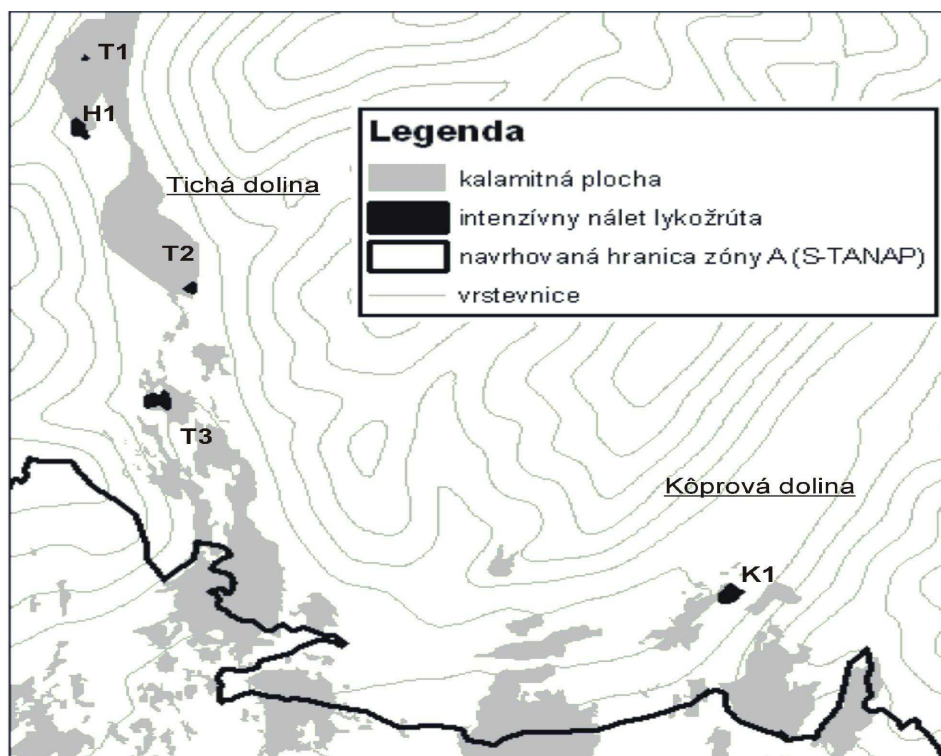 T1
H1
Legenda
kalamitná plocha
intenzívny nálet lykožrúta
navrhovaná hranica zóny A (S-TANAP)
vrstevnice
Tichá dolina
T2
T3
Kôprová dolina
K1